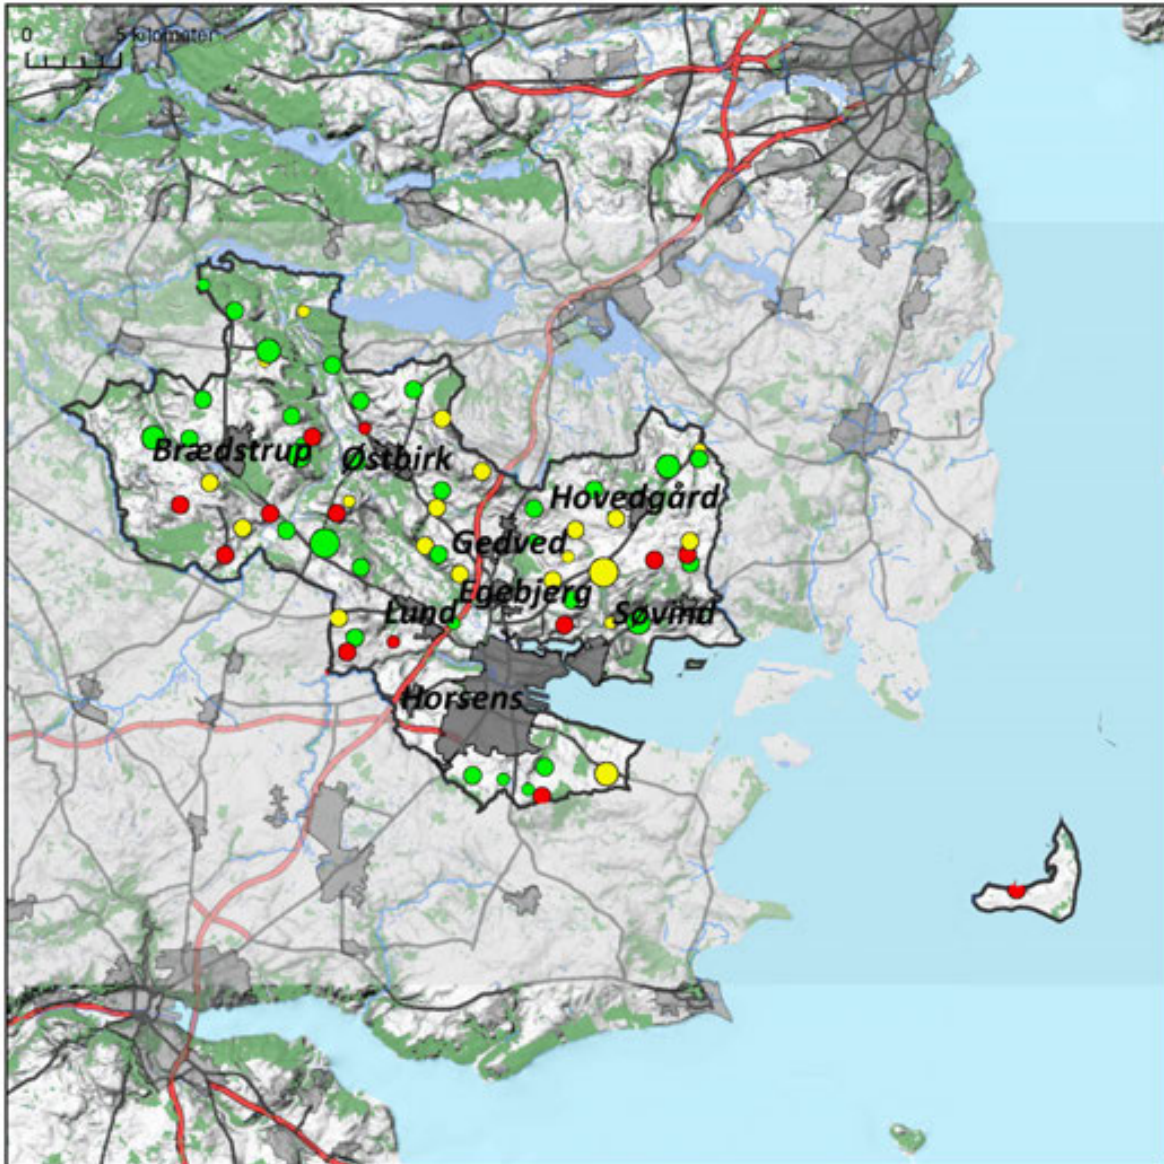 0 5 kilometer
Brædstrup
Østbirk
Hovedgård
Gedved
Egebjerg
Lund
Søvind
Horsens